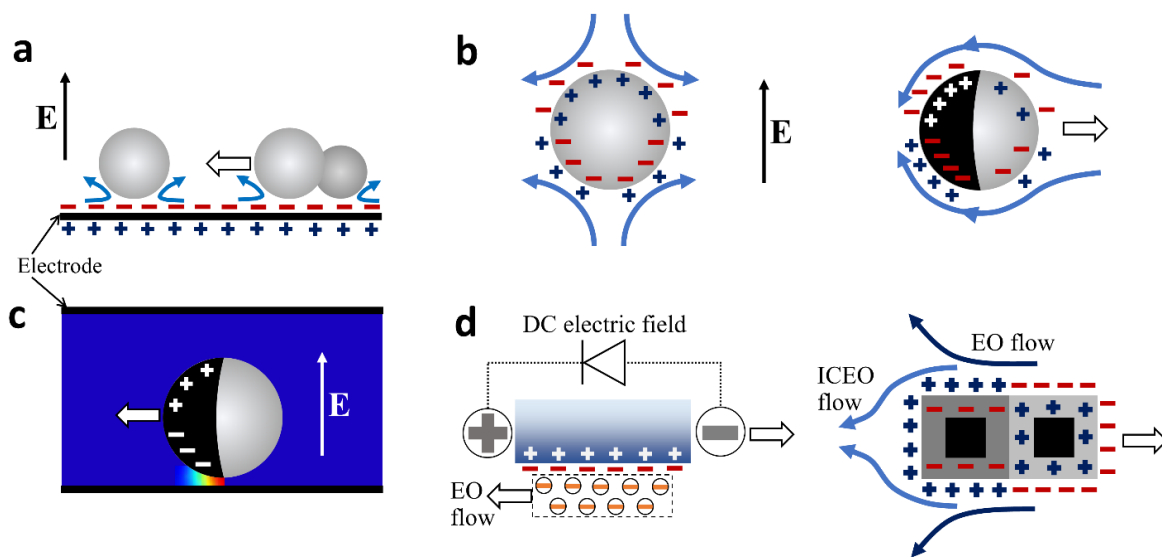 a
E
Electrode
b
E
c
E
d
DC electric field
EO
flow
EO flow
ICEO
flow